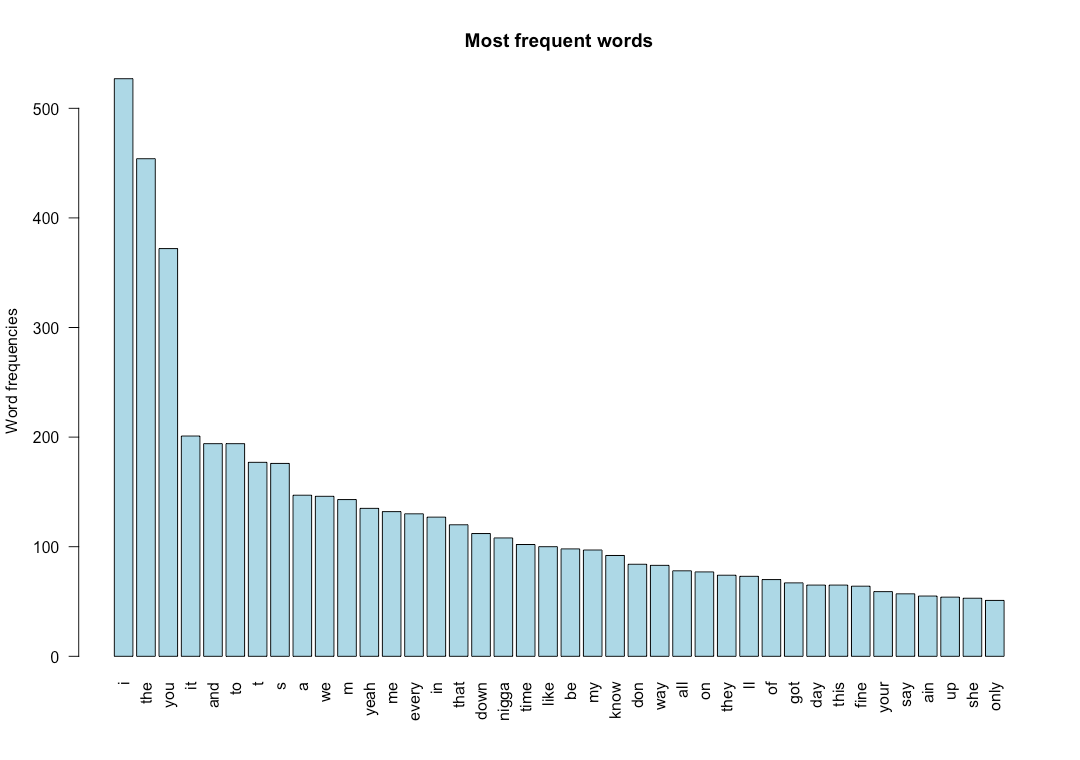 Most frequent words
Word frequencies
500
400
300
200
100
0
i
the
you
it
and
to
t
s
a
we
m
yeah
me
every
in
that
down
nigga
time
like
be
my
know
don
way
all
on
they
ll
of
got
day
this
fine
your
say
ain
up
she
only